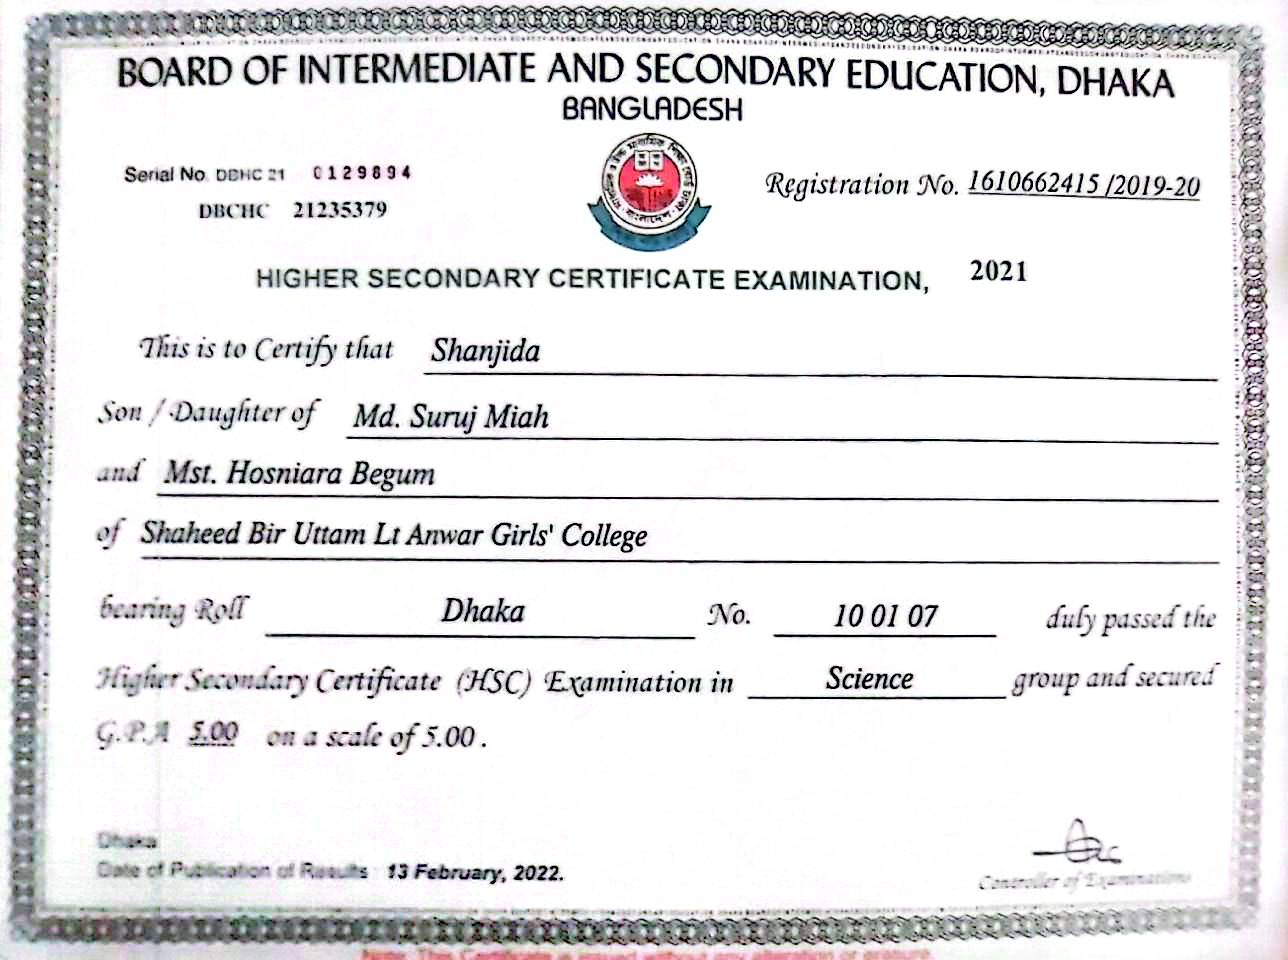 BOARD OF INTERMEDIATE AND SECONDARY EDUCATION, DHAKA
BANGLADESH
Serial No. DBHC 21 0129894
Registration No. 1610662415 /2019-20
DBCHC 21235379
HIGHER SECONDARY CERTIFICATE EXAMINATION, 2021
This is to Certify that Shanjida
Son / Daughter of Md. Suruj Miah
and Mst. Hosniara Begum
of Shaheed Bir Uttam Lt Anwar Girls' College
bearing Roll Dhaka No. 10 01 07 duly passed the
Higher Secondary Certificate (HSC) Examination in Science group and secured
G.P.A 5.00 on a scale of 5.00 .
Dhaka
Date of Publication of Results 13 February, 2022.
Controller of Examinations
Note: This Certificate is issued without any alteration or erasure.